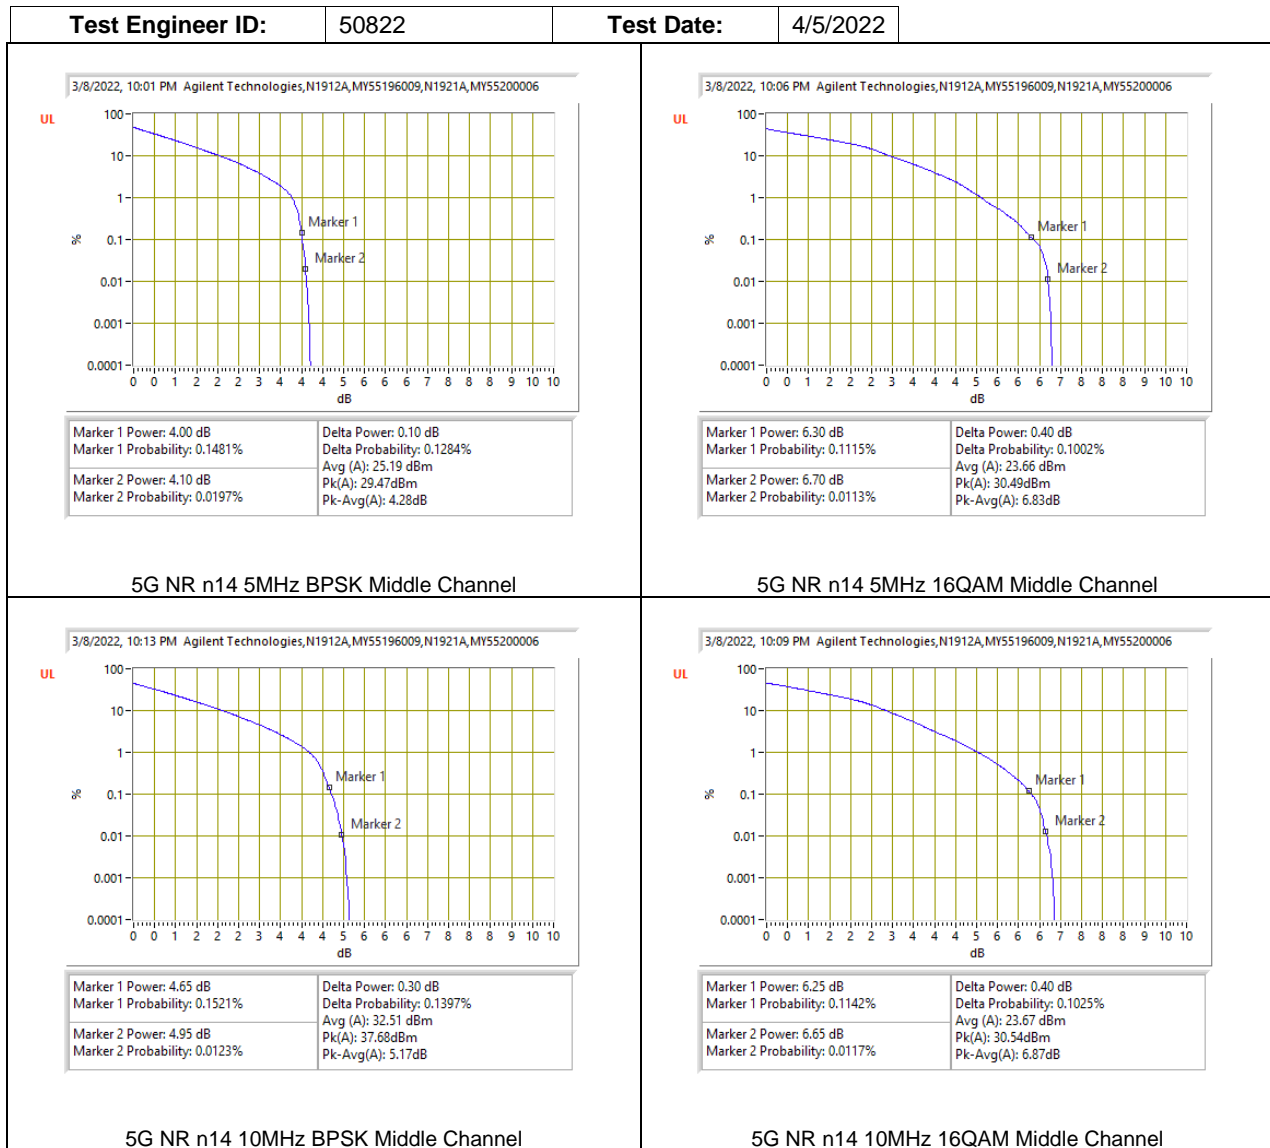 Test Engineer ID: 50822 Test Date: 4/5/2022
3/8/2022, 10:01 PM Agilent Technologies,N1912A,MY55196009,N1921A,MY55200006
UL
100
10
1
0.1
0.01
0.001
0.0001
%
Marker 1
Marker 2
0 0 1 2 2 3 3 4 4 4 5 6 6 6 7 8 8 8 9 10 10
dB
Marker 1 Power: 4.00 dB
Marker 1 Probability: 0.1481%
Marker 2 Power: 4.10 dB
Marker 2 Probability: 0.0197%
Delta Power: 0.10 dB
Delta Probability: 0.1284%
Avg (A): 25.19 dBm
Pk(A): 29.47dBm
Pk-Avg(A): 4.28dB
5G NR n14 5MHz BPSK Middle Channel
3/8/2022, 10:06 PM Agilent Technologies,N1912A,MY55196009,N1921A,MY55200006
UL
100
10
1
0.1
0.01
0.001
0.0001
%
Marker 1
Marker 2
0 0 1 2 2 2 3 4 4 4 5 6 6 6 7 8 8 8 9 10 10
dB
Marker 1 Power: 6.30 dB
Marker 1 Probability: 0.1115%
Marker 2 Power: 6.70 dB
Marker 2 Probability: 0.0113%
Delta Power: 0.40 dB
Delta Probability: 0.1002%
Avg (A): 23.66 dBm
Pk(A): 30.49dBm
Pk-Avg(A): 6.83dB
5G NR n14 5MHz 16QAM Middle Channel
3/8/2022, 10:13 PM Agilent Technologies,N1912A,MY55196009,N1921A,MY55200006
UL
100
10
1
0.1
0.01
0.001
0.0001
%
Marker 1
Marker 2
0 0 1 2 2 2 3 4 4 4 5 6 6 6 7 8 8 8 9 10 10
dB
Marker 1 Power: 4.65 dB
Marker 1 Probability: 0.1521%
Marker 2 Power: 4.95 dB
Marker 2 Probability: 0.0123%
Delta Power: 0.30 dB
Delta Probability: 0.1397%
Avg (A): 32.51 dBm
Pk(A): 37.68dBm
Pk-Avg(A): 5.17dB
5G NR n14 10MHz BPSK Middle Channel
3/8/2022, 10:09 PM Agilent Technologies,N1912A,MY55196009,N1921A,MY55200006
UL
100
10
1
0.1
0.01
0.001
0.0001
%
Marker 1
Marker 2
0 0 1 2 2 2 3 4 4 4 5 6 6 6 7 8 8 8 9 10 10
dB
Marker 1 Power: 6.25 dB
Marker 1 Probability: 0.1142%
Marker 2 Power: 6.65 dB
Marker 2 Probability: 0.0117%
Delta Power: 0.40 dB
Delta Probability: 0.1025%
Avg (A): 23.67 dBm
Pk(A): 30.54dBm
Pk-Avg(A): 6.87dB
5G NR n14 10MHz 16QAM Middle Channel